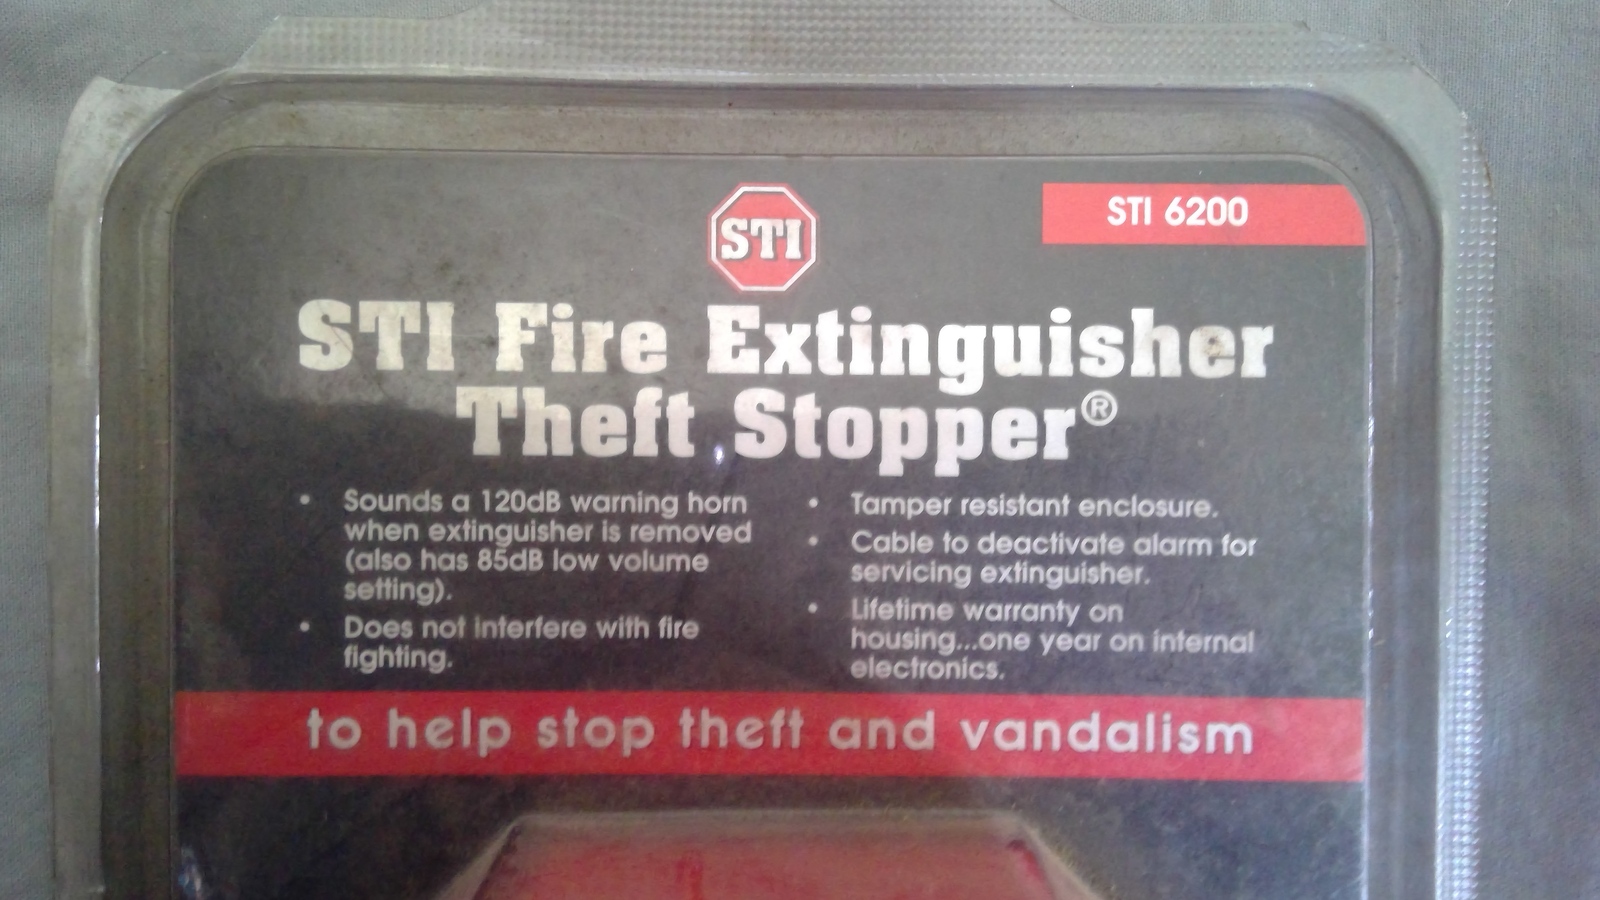 STI
STI 6200
STI Fire Extinguisher
Theft Stopper®
• Sounds a 120dB warning horn
when extinguisher is removed
(also has 85dB low volume
setting).
• Does not interfere with fire
fighting.
• Tamper resistant enclosure.
• Cable to deactivate alarm for
servicing extinguisher.
• Lifetime warranty on
housing...one year on internal
electronics.
to help stop theft and vandalism